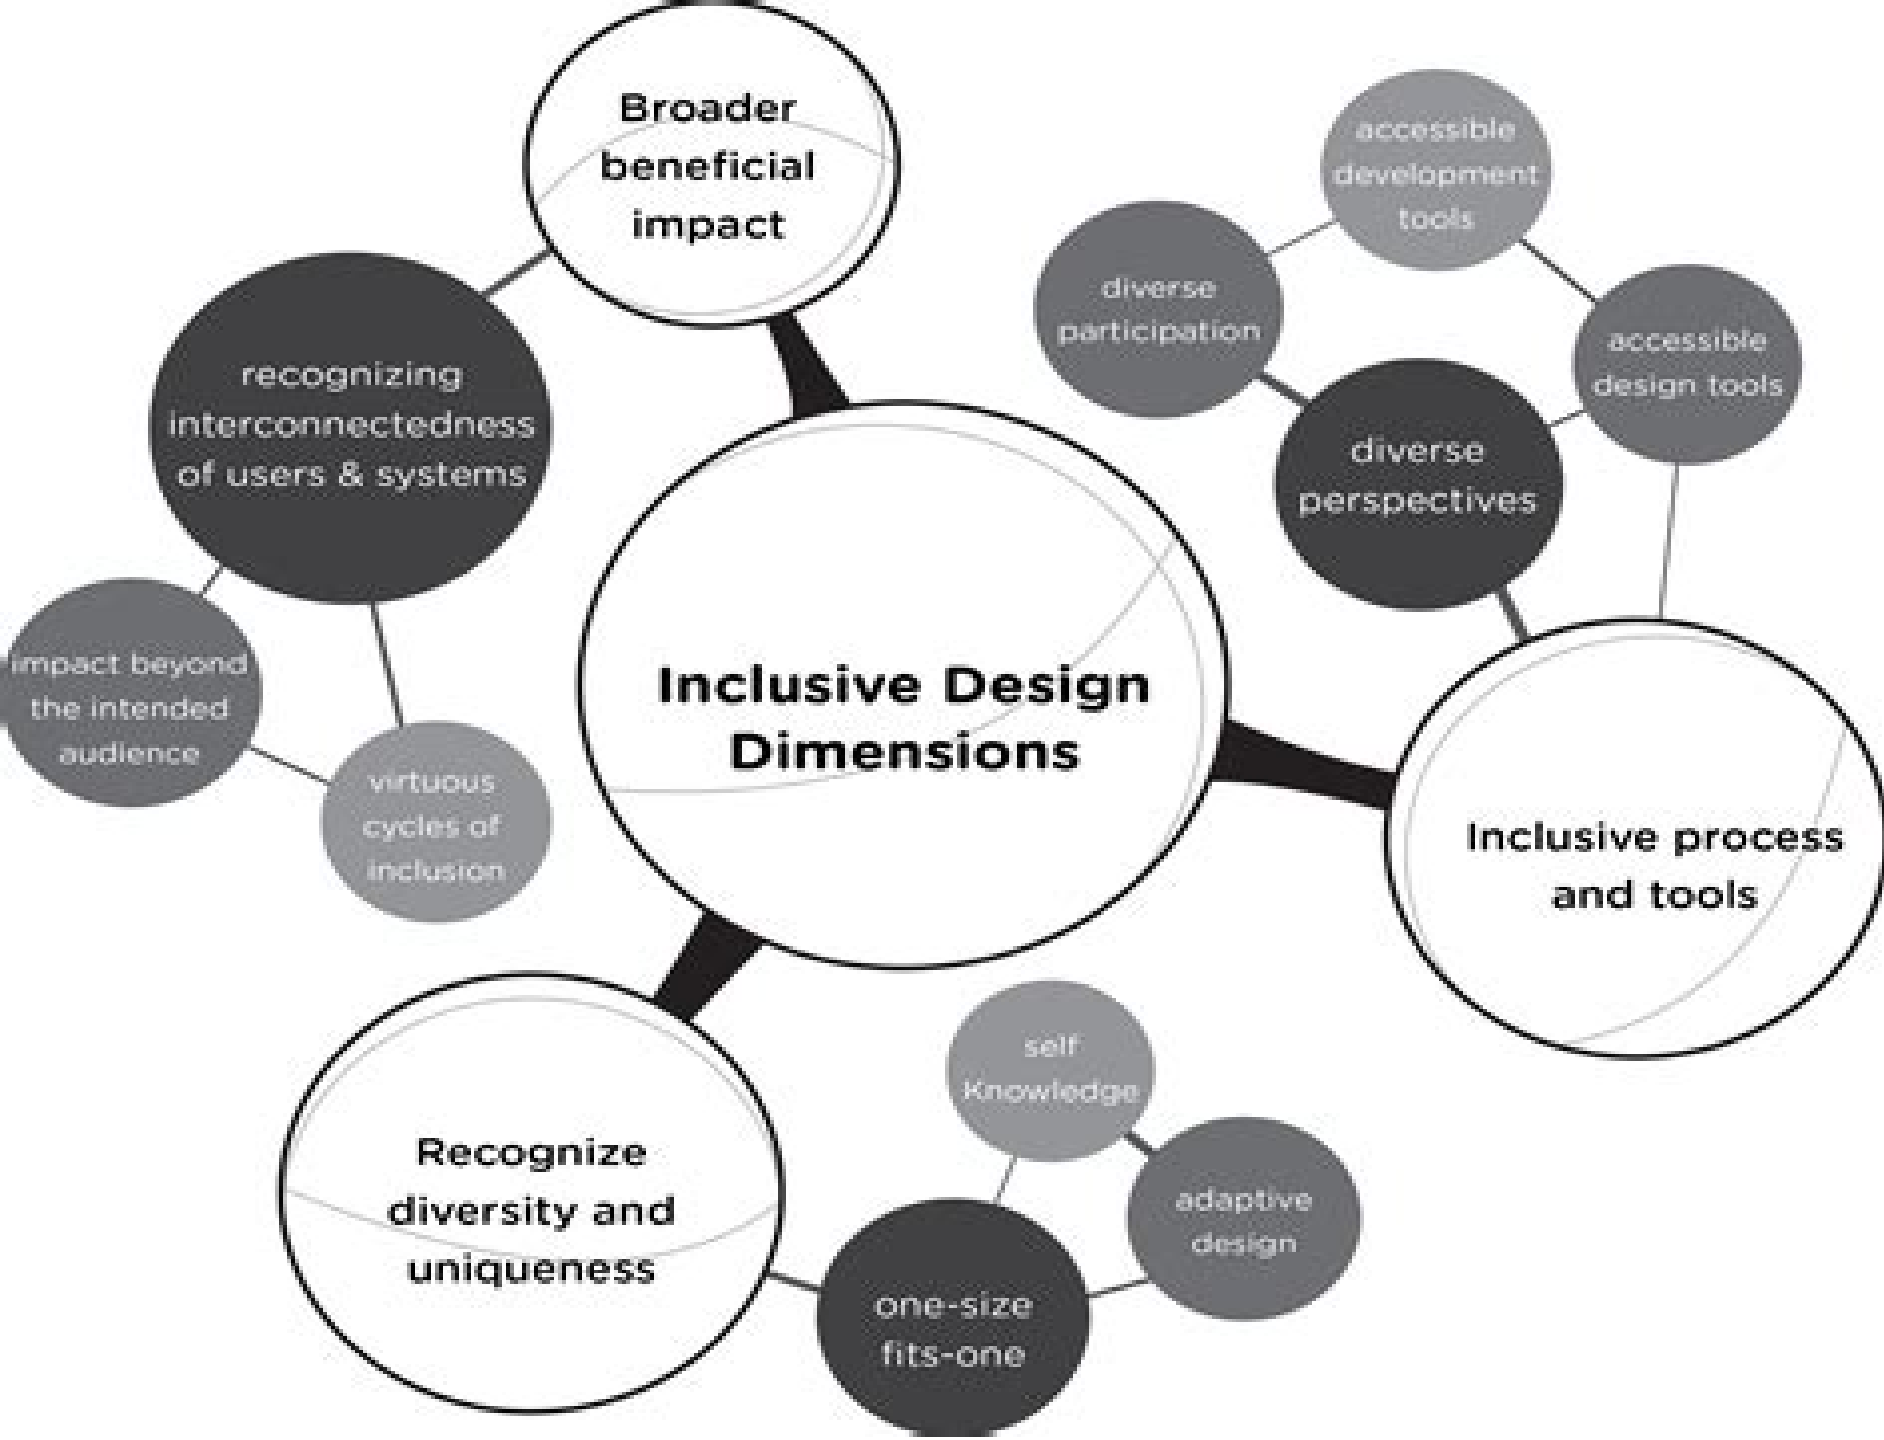 Broader
beneficial
impact
accessible
development
tools
diverse
participation
accessible
design tools
recognizing
interconnectedness
of users & systems
diverse
perspectives
impact beyond
the intended
audience
virtuous
cycles of
inclusion
Inclusive Design
Dimensions
Inclusive process
and tools
Recognize
diversity and
uniqueness
self
Knowledge
adaptive
design
one-size
fits-one